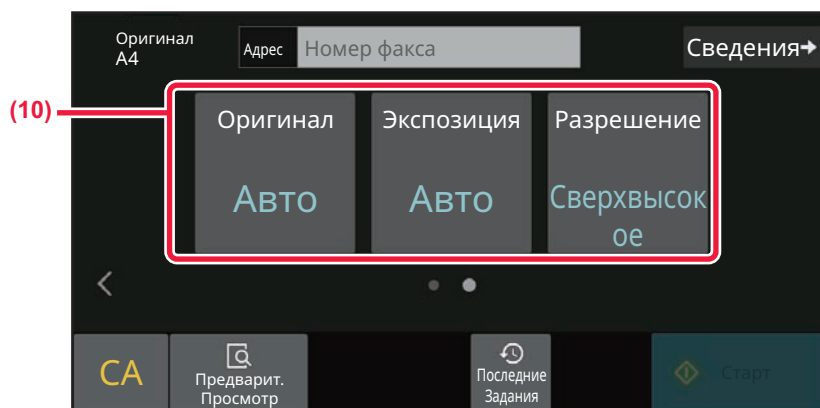 Оригинал
A4
Адрес
Номер факса
Сведения
(10)
Оригинал
Экспозиция
Разрешение
Авто
Авто
Сверхвысок
ое
CA
Предварит.
Просмотр
Последние
Задания
Старт